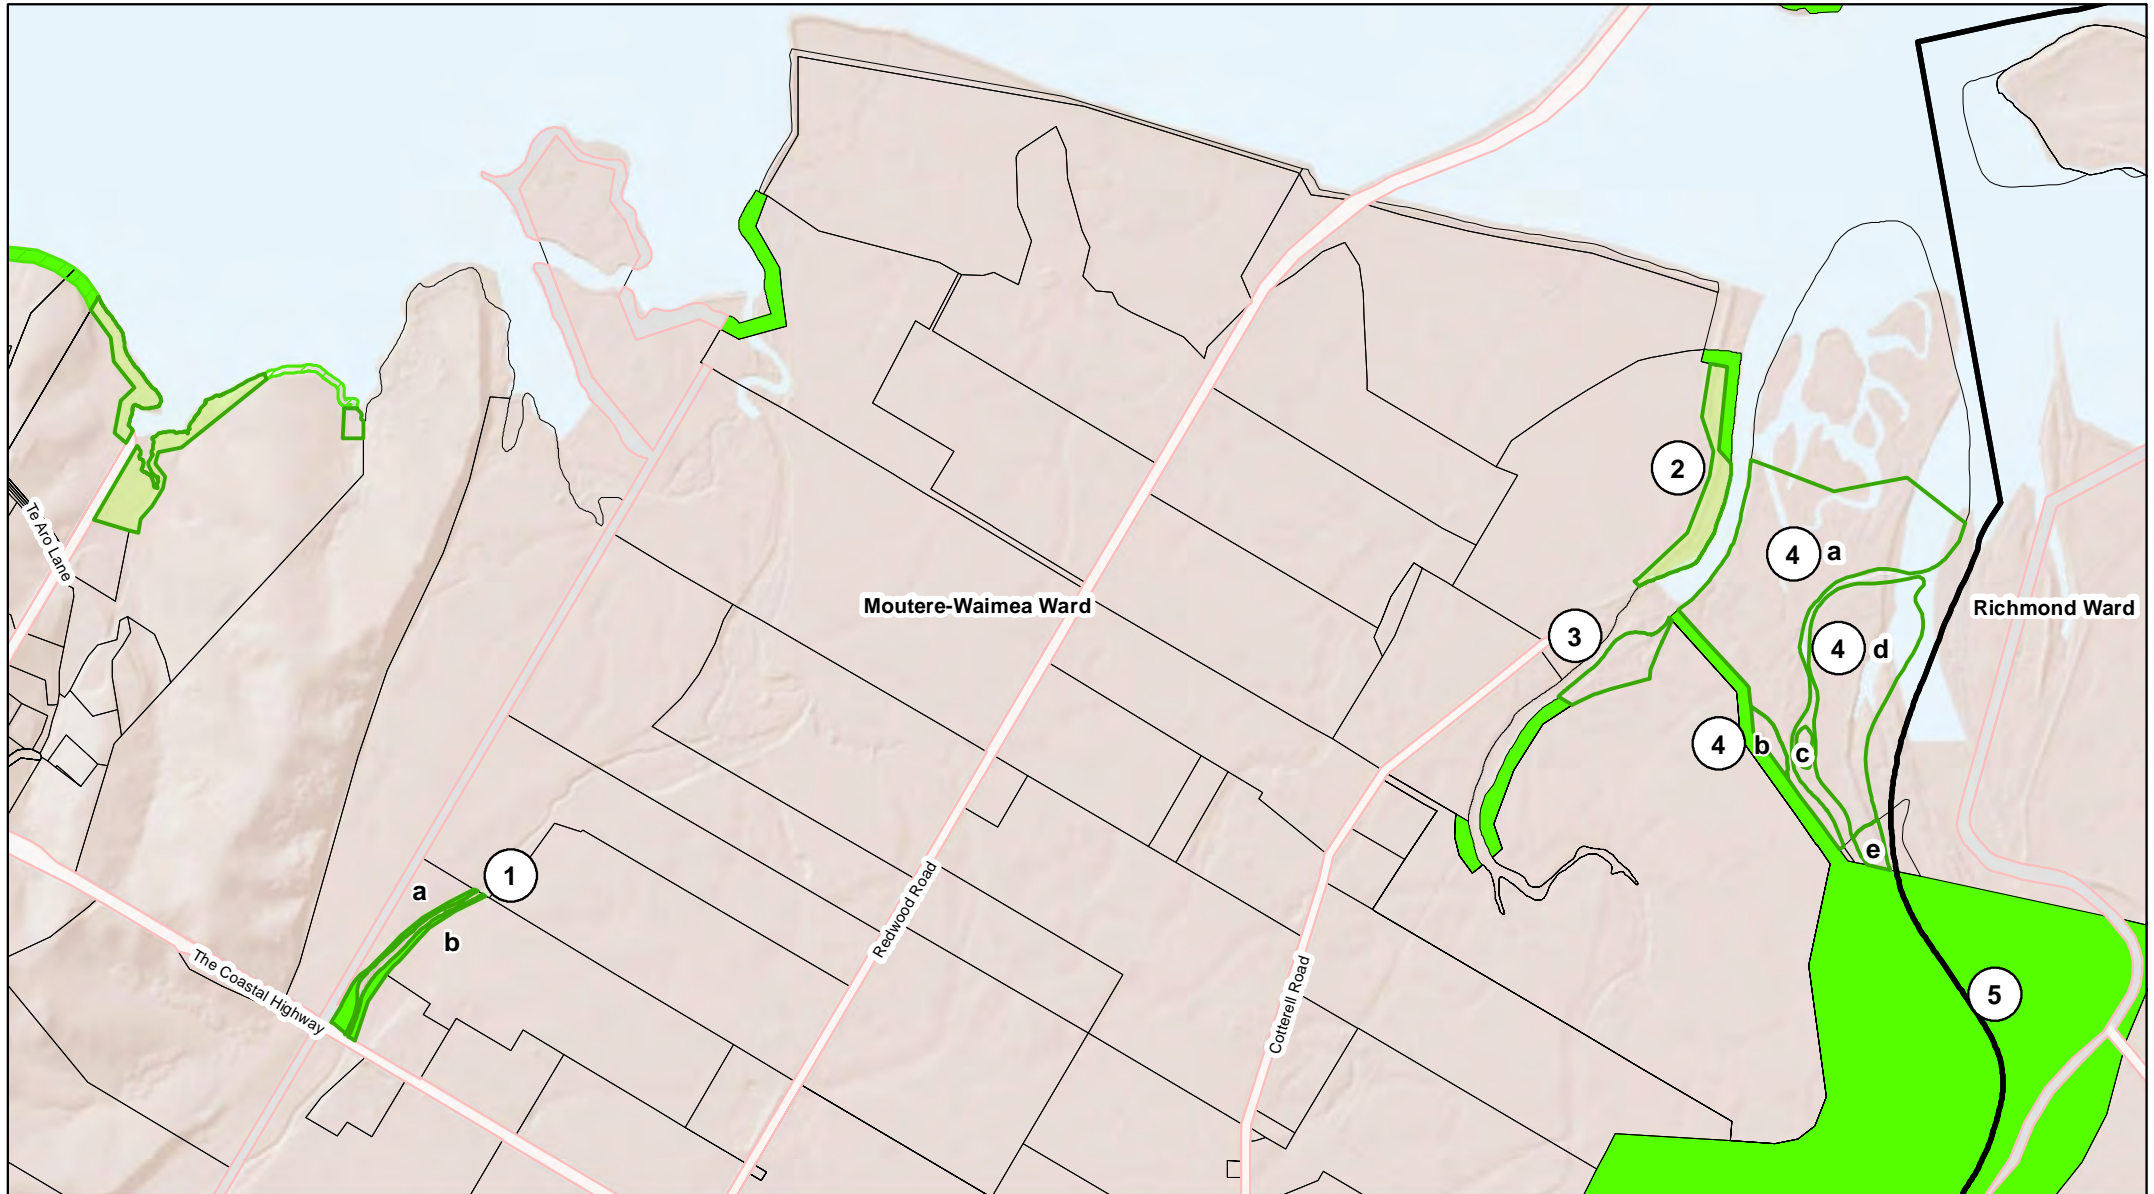 2
4 a
Te Aro Lane
Moutere-Waimea Ward
Richmond Ward
3
4 d
4 b
c
e
1
a
b
Redwood Road
The Coastal Highway
Cotterell Road
5